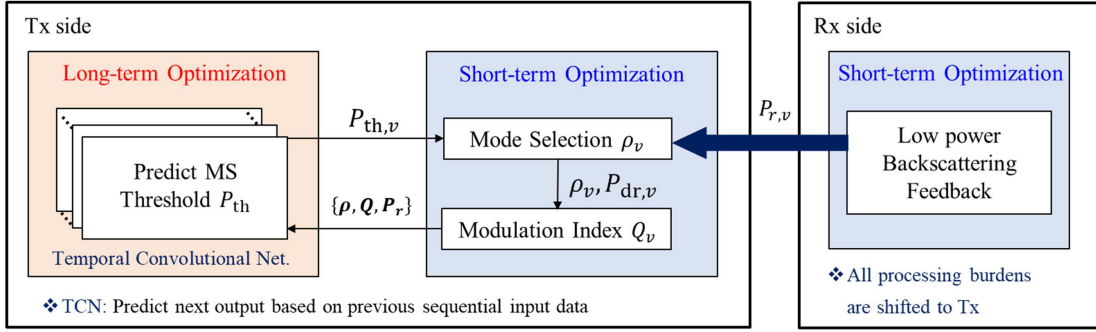 Tx side
Long-term Optimization
Predict MS
Threshold P_th
Temporal Convolutional Net.
P_th,v
{ρ, Q, P_r}
Short-term Optimization
Mode Selection ρ_v
ρ_v, P_dr,v
Modulation Index Q_v
❖ TCN: Predict next output based on previous sequential input data
P_r,v
Rx side
Short-term Optimization
Low power
Backscattering
Feedback
❖ All processing burdens
are shifted to Tx